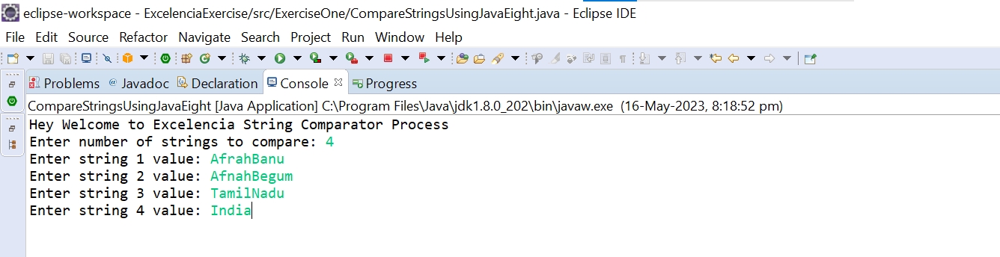 eclipse-workspace - ExcelenciaExercise/src/ExerciseOne/CompareStringsUsingJavaEight.java - Eclipse IDE
File Edit Source Refactor Navigate Search Project Run Window Help
Problems @ Javadoc Declaration Console Progress
CompareStringsUsingJavaEight [Java Application] C:\Program Files\Java\jdk1.8.0_202\bin\javaw.exe (16-May-2023, 8:18:52 pm)
Hey Welcome to Excelencia String Comparator Process
Enter number of strings to compare: 4
Enter string 1 value: AfrahBanu
Enter string 2 value: AfnahBegum
Enter string 3 value: TamilNadu
Enter string 4 value: India